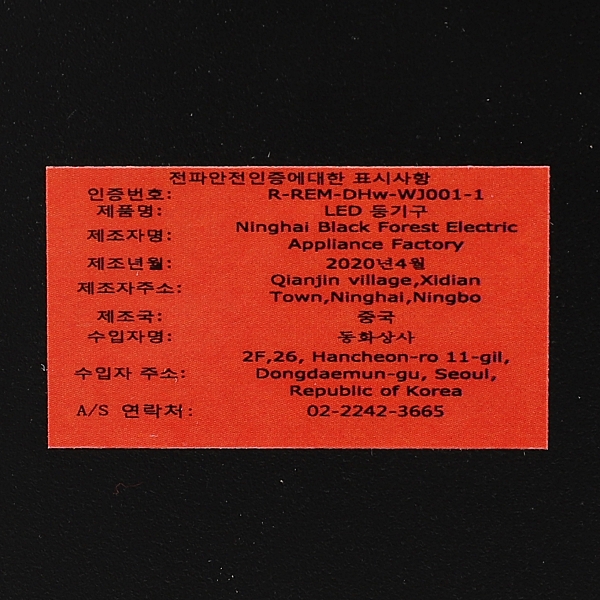 전파안전인증에대한 표시사항
인증번호: R-REM-DHw-WJ001-1
제품명: LED 등기구
제조자명: Ninghai Black Forest Electric
Appliance Factory
제조년월: 2020년4월
제조자주소: Qianjin village,Xidian
Town,Ninghai,Ningbo
제조국: 중국
수입자명: 동화상사
수입자 주소: 2F,26, Hancheon-ro 11-gil,
Dongdaemun-gu, Seoul,
Republic of Korea
A/S 연락처: 02-2242-3665